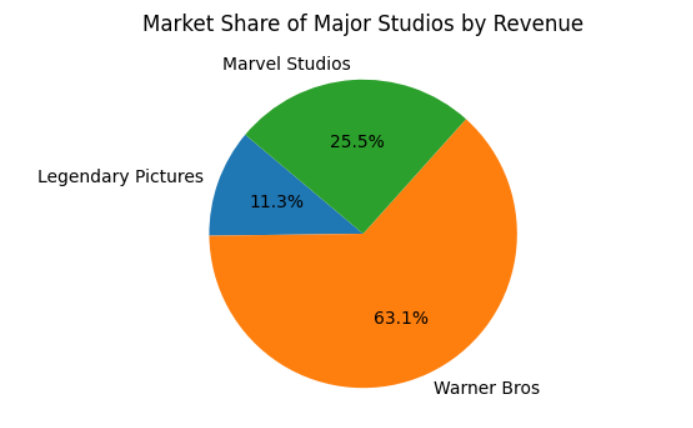 Market Share of Major Studios by Revenue
Marvel Studios
25.5%
Legendary Pictures
11.3%
63.1%
Warner Bros